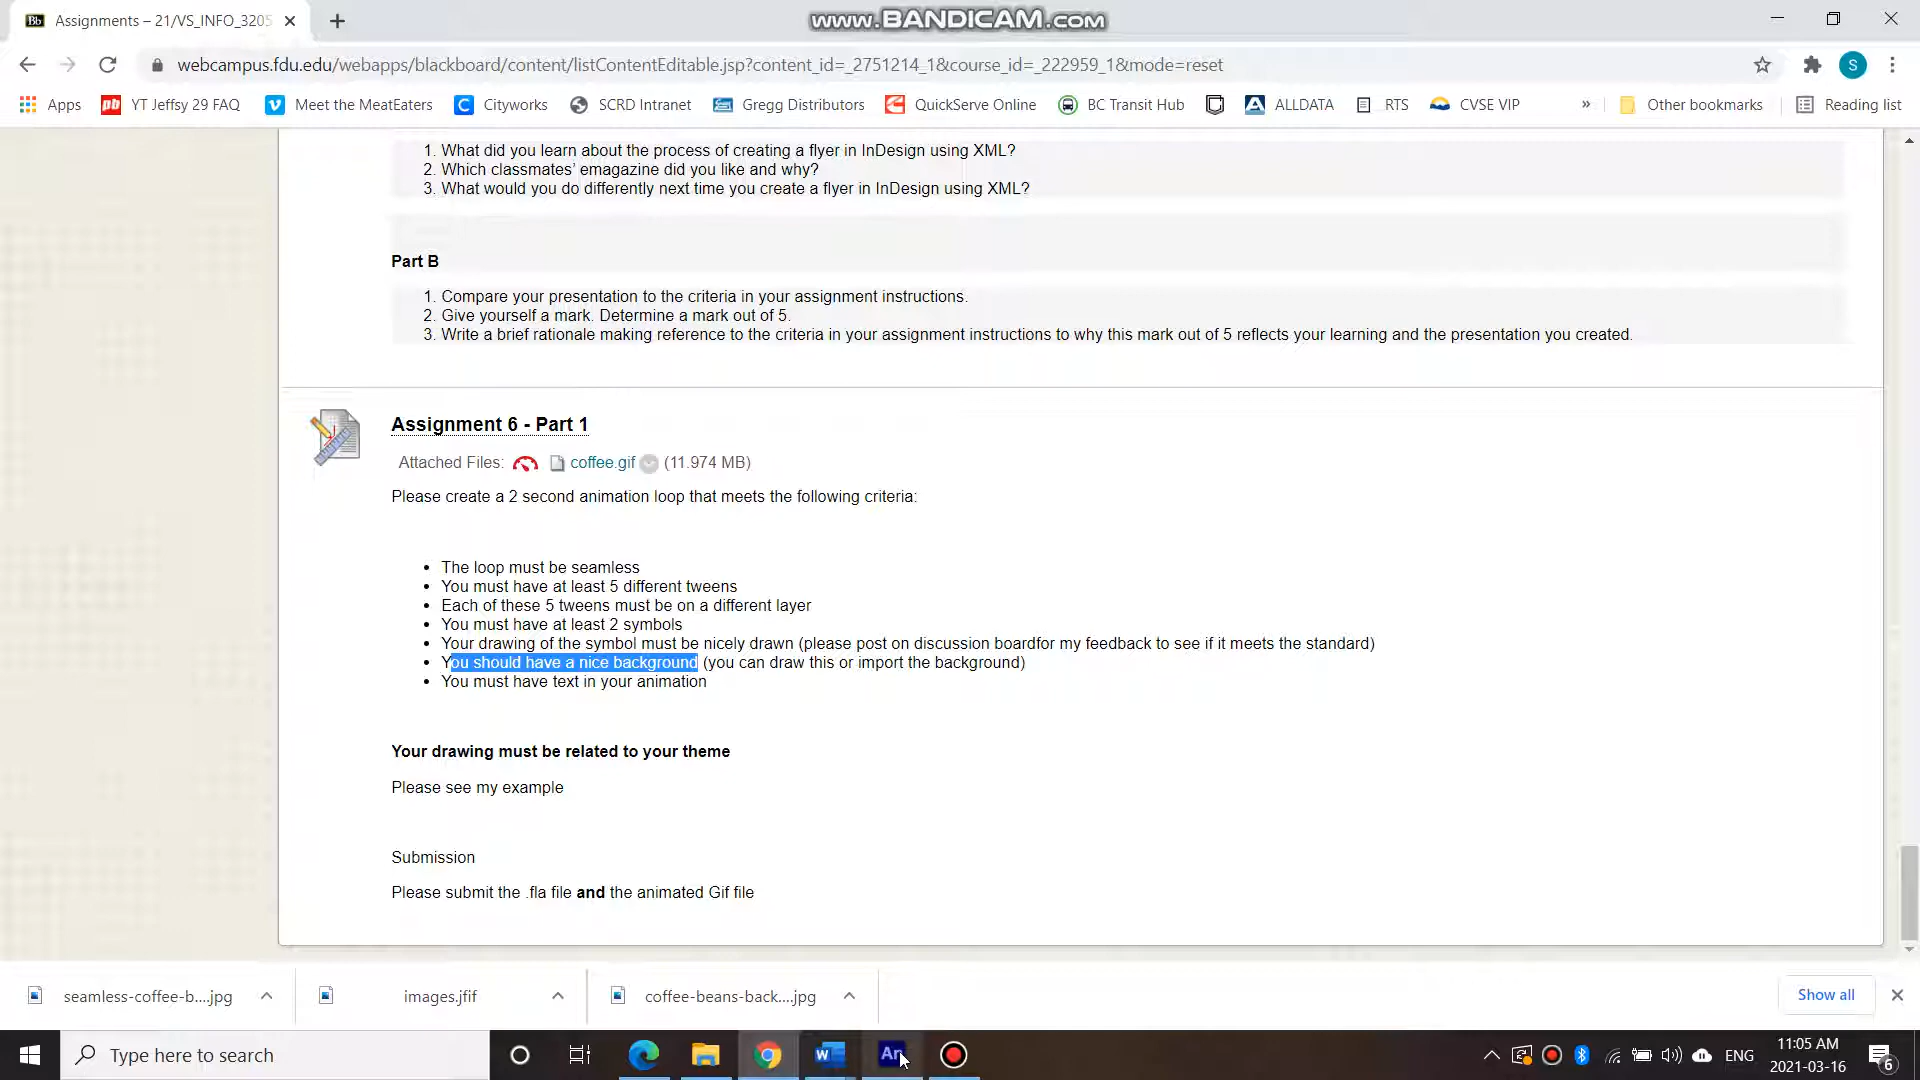 Bb Assignments – 21/VS_INFO_3205
www.BANDICAM.com
webcampus.fdu.edu/webapps/blackboard/content/listContentEditable.jsp?content_id=_2751214_1&course_id=_222959_1&mode=reset
S
Apps YT Jeffsy 29 FAQ Meet the MeatEaters Cityworks SCRD Intranet Gregg Distributors QuickServe Online BC Transit Hub ALLDATA RTS CVSE VIP » Other bookmarks Reading list
1. What did you learn about the process of creating a flyer in InDesign using XML?
2. Which classmates' emagazine did you like and why?
3. What would you do differently next time you create a flyer in InDesign using XML?
Part B
1. Compare your presentation to the criteria in your assignment instructions.
2. Give yourself a mark. Determine a mark out of 5.
3. Write a brief rationale making reference to the criteria in your assignment instructions to why this mark out of 5 reflects your learning and the presentation you created.
Assignment 6 - Part 1
Attached Files: coffee.gif (11.974 MB)
Please create a 2 second animation loop that meets the following criteria:
• The loop must be seamless
• You must have at least 5 different tweens
• Each of these 5 tweens must be on a different layer
• You must have at least 2 symbols
• Your drawing of the symbol must be nicely drawn (please post on discussion boardfor my feedback to see if it meets the standard)
• You should have a nice background (you can draw this or import the background)
• You must have text in your animation
Your drawing must be related to your theme
Please see my example
Submission
Please submit the .fla file and the animated Gif file
seamless-coffee-b....jpg images.jfif coffee-beans-back....jpg Show all
Type here to search
An
ENG
11:05 AM
2021-03-16
6